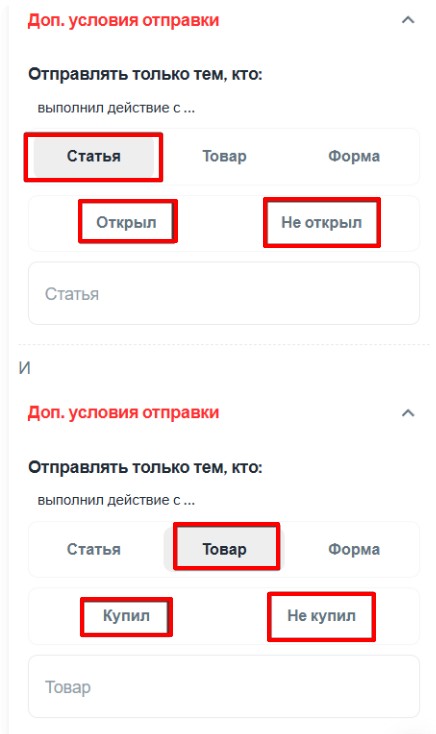 Доп. условия отправки
Отправлять только тем, кто:
выполнил действие с ...
Статья Товар Форма
Открыл Не открыл
Статья
И
Доп. условия отправки
Отправлять только тем, кто:
выполнил действие с ...
Статья Товар Форма
Купил Не купил
Товар